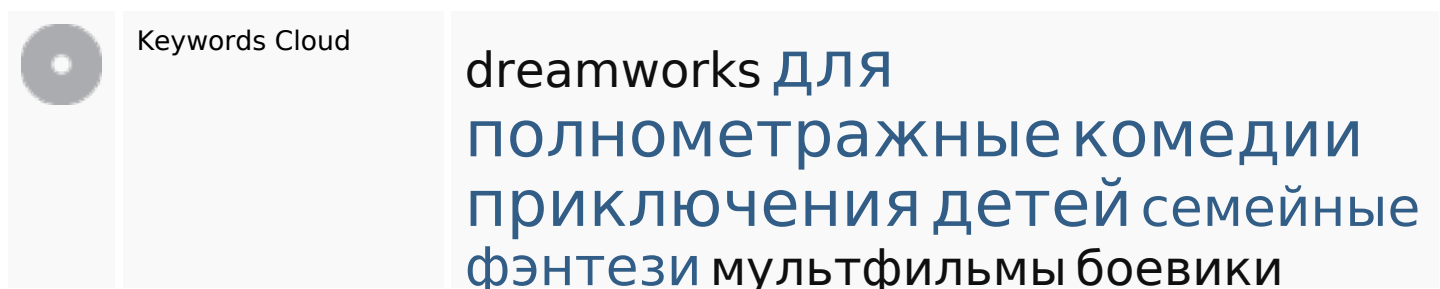 Keywords Cloud
dreamworks для
полнометражные комедии
приключения детей семейные
фэнтези мультфильмы боевики